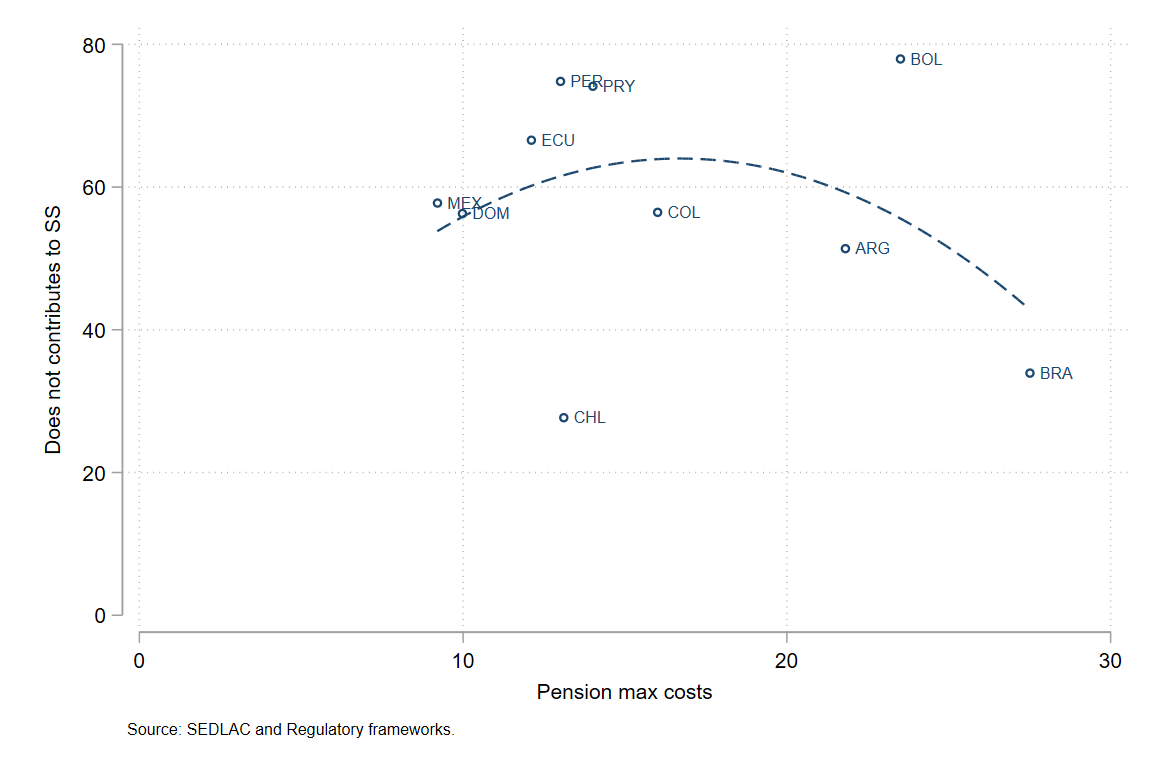 80
60
40
20
0
Does not contributes to SS
BOL
PER
PRY
ECU
MEX
DOM
COL
ARG
BRA
CHL
0 10 20 30
Pension max costs
Source: SEDLAC and Regulatory frameworks.